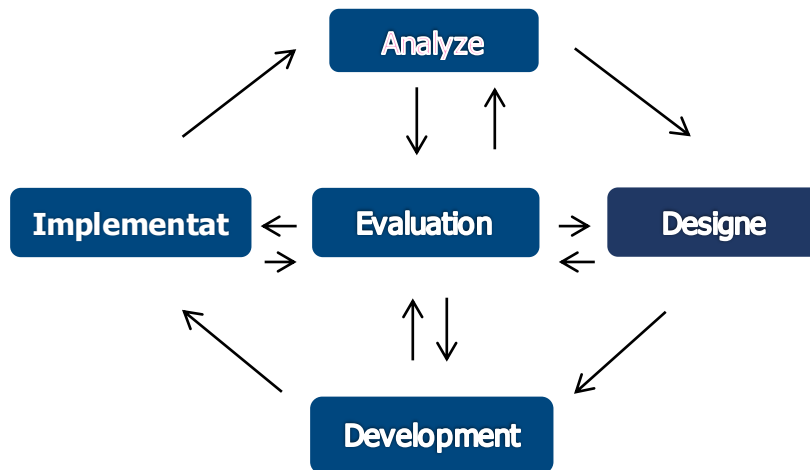 Analyze
Implementat
Evaluation
Designe
Development